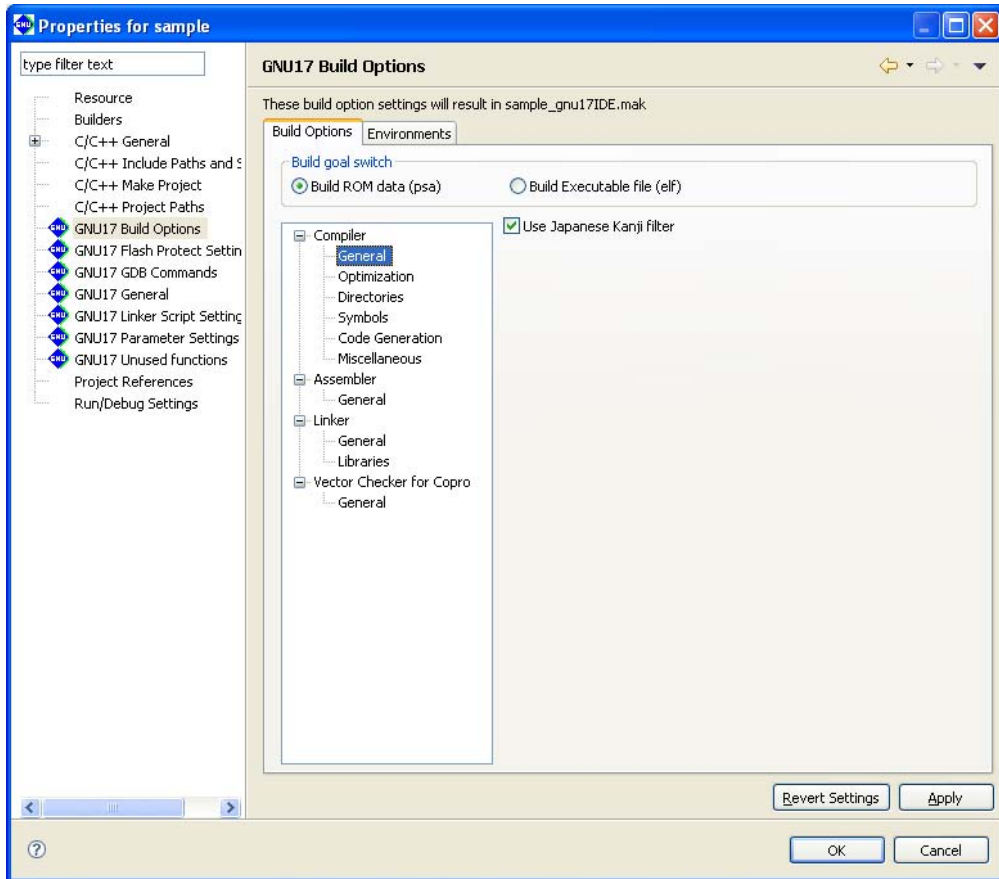 Properties for sample
type filter text
Resource
Builders
C/C++ General
C/C++ Include Paths and S
C/C++ Make Project
C/C++ Project Paths
GNU17 Build Options
GNU17 Flash Protect Settin
GNU17 GDB Commands
GNU17 General
GNU17 Linker Script Setting
GNU17 Parameter Settings
GNU17 Unused functions
Project References
Run/Debug Settings
GNU17 Build Options
These build option settings will result in sample_gnu17IDE.mak
Build Options Environments
Build goal switch
Build ROM data (psa) Build Executable file (elf)
Use Japanese Kanji filter
Compiler
General
Optimization
Directories
Symbols
Code Generation
Miscellaneous
Assembler
General
Linker
General
Libraries
Vector Checker for Copro
General
Revert Settings Apply
OK Cancel